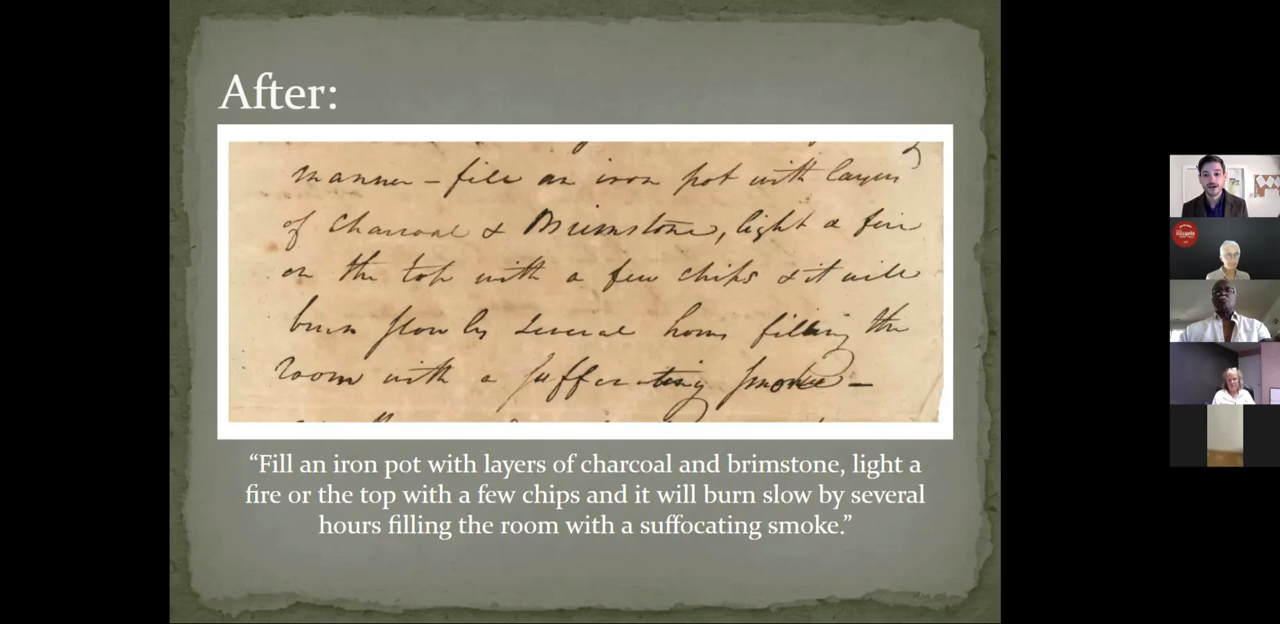 After:
manner – fill an iron pot with layers
of Charcoal & Brimstone, light a fire
on the top with a few chips & it will
burn slowly several hours filling the
room with a suffocating smoke –
“Fill an iron pot with layers of charcoal and brimstone, light a
fire or the top with a few chips and it will burn slow by several
hours filling the room with a suffocating smoke.”